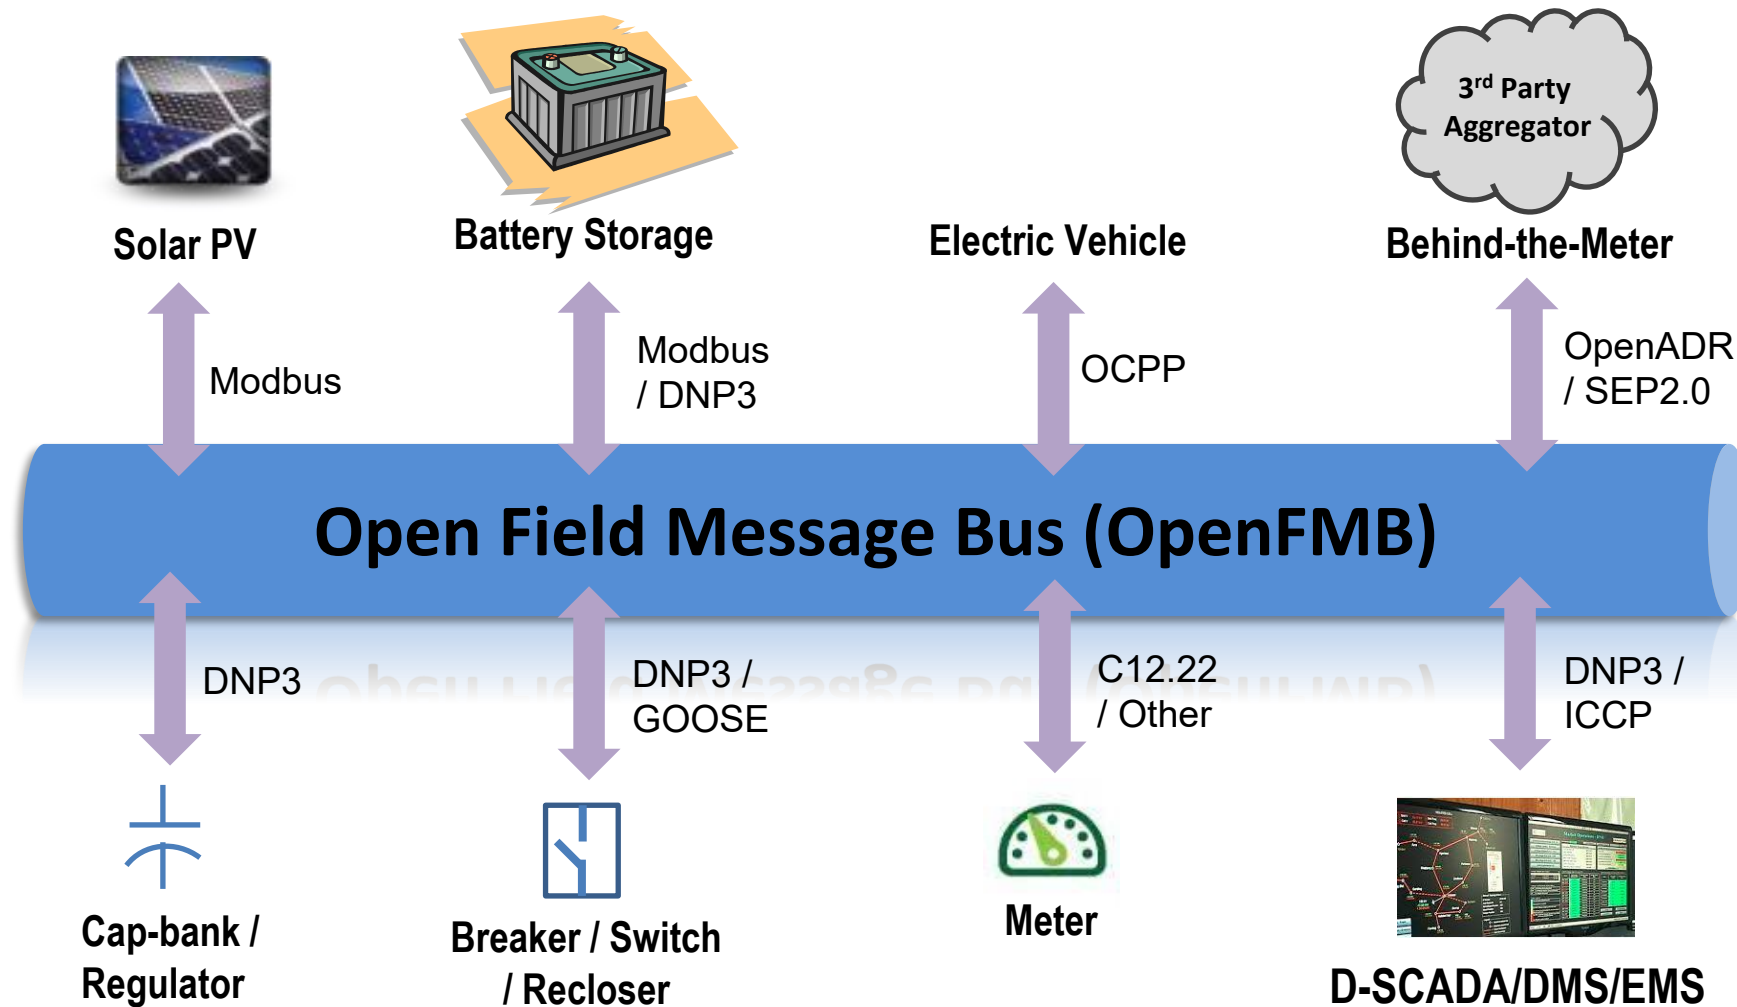 3rd Party
Aggregator
Solar PV
Battery Storage
Electric Vehicle
Behind-the-Meter
Modbus
Modbus
/ DNP3
OCPP
OpenADR
/ SEP2.0
Open Field Message Bus (OpenFMB)
DNP3
DNP3 /
GOOSE
C12.22
/ Other
DNP3 /
ICCP
Cap-bank /
Regulator
Breaker / Switch
/ Recloser
Meter
D-SCADA/DMS/EMS